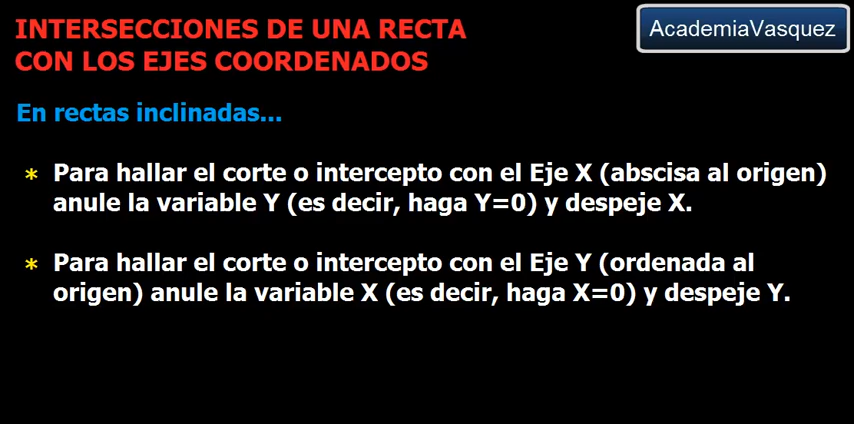 INTERSECCIONES DE UNA RECTA
CON LOS EJES COORDENADOS
AcademiaVasquez
En rectas inclinadas...
* Para hallar el corte o intercepto con el Eje X (abscisa al origen)
anule la variable Y (es decir, haga Y=0) y despeje X.
* Para hallar el corte o intercepto con el Eje Y (ordenada al
origen) anule la variable X (es decir, haga X=0) y despeje Y.